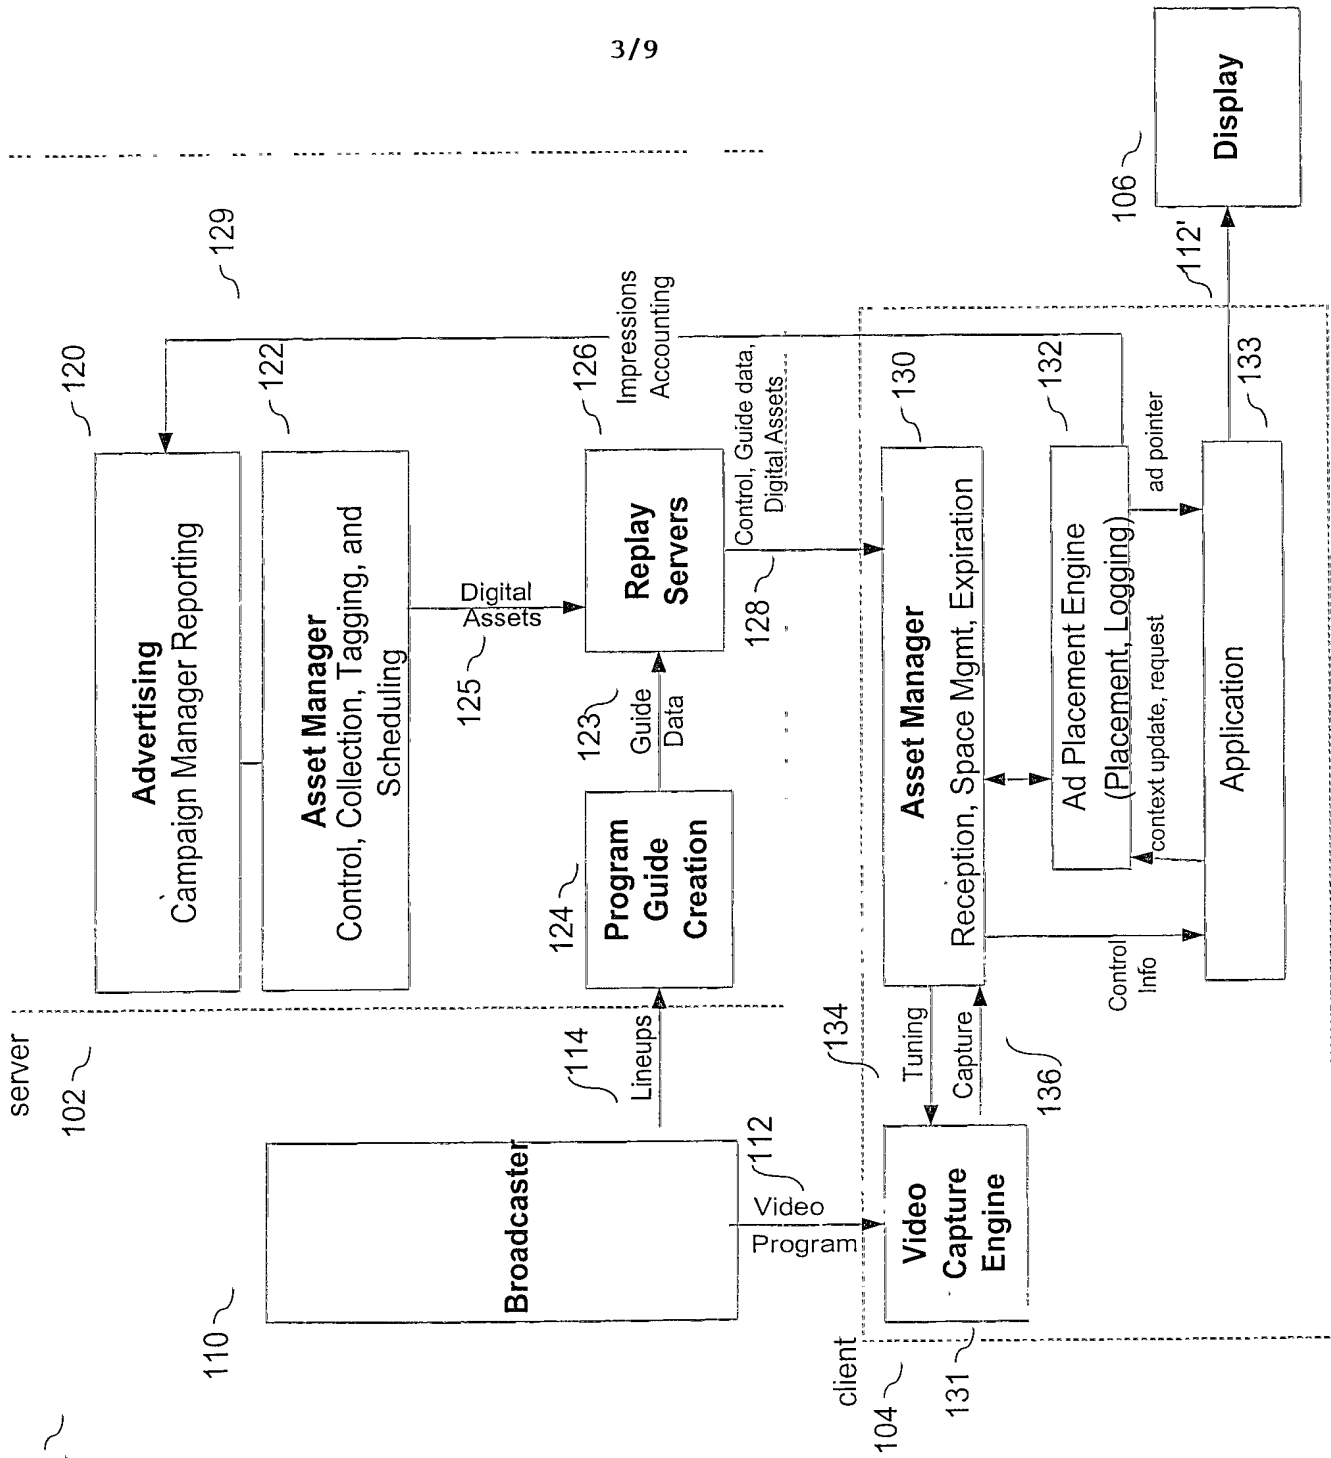 3/9
server
102
110
Broadcaster
114
Lineups
112
Video
Program
120
Advertising
Campaign Manager Reporting
122
Asset Manager
Control, Collection, Tagging, and
Scheduling
129
125
Digital
Assets
124
Program
Guide
Creation
123
Guide
Data
126
Replay
Servers
Impressions
Accounting
128
Control, Guide data,
Digital Assets
client
104
131
Video
Capture
Engine
134
Tuning
Capture
136
130
Asset Manager
Reception, Space Mgmt, Expiration
132
Ad Placement Engine
(Placement, Logging)
Control
Info
context update, request
ad pointer
133
Application
112'
106
Display